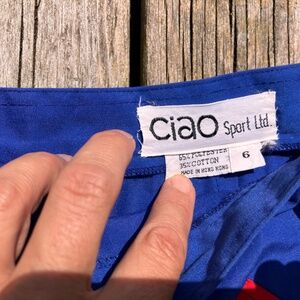 ciao Sport Ltd.
65% POLYESTER
35% COTTON
MADE IN HONG KONG
6